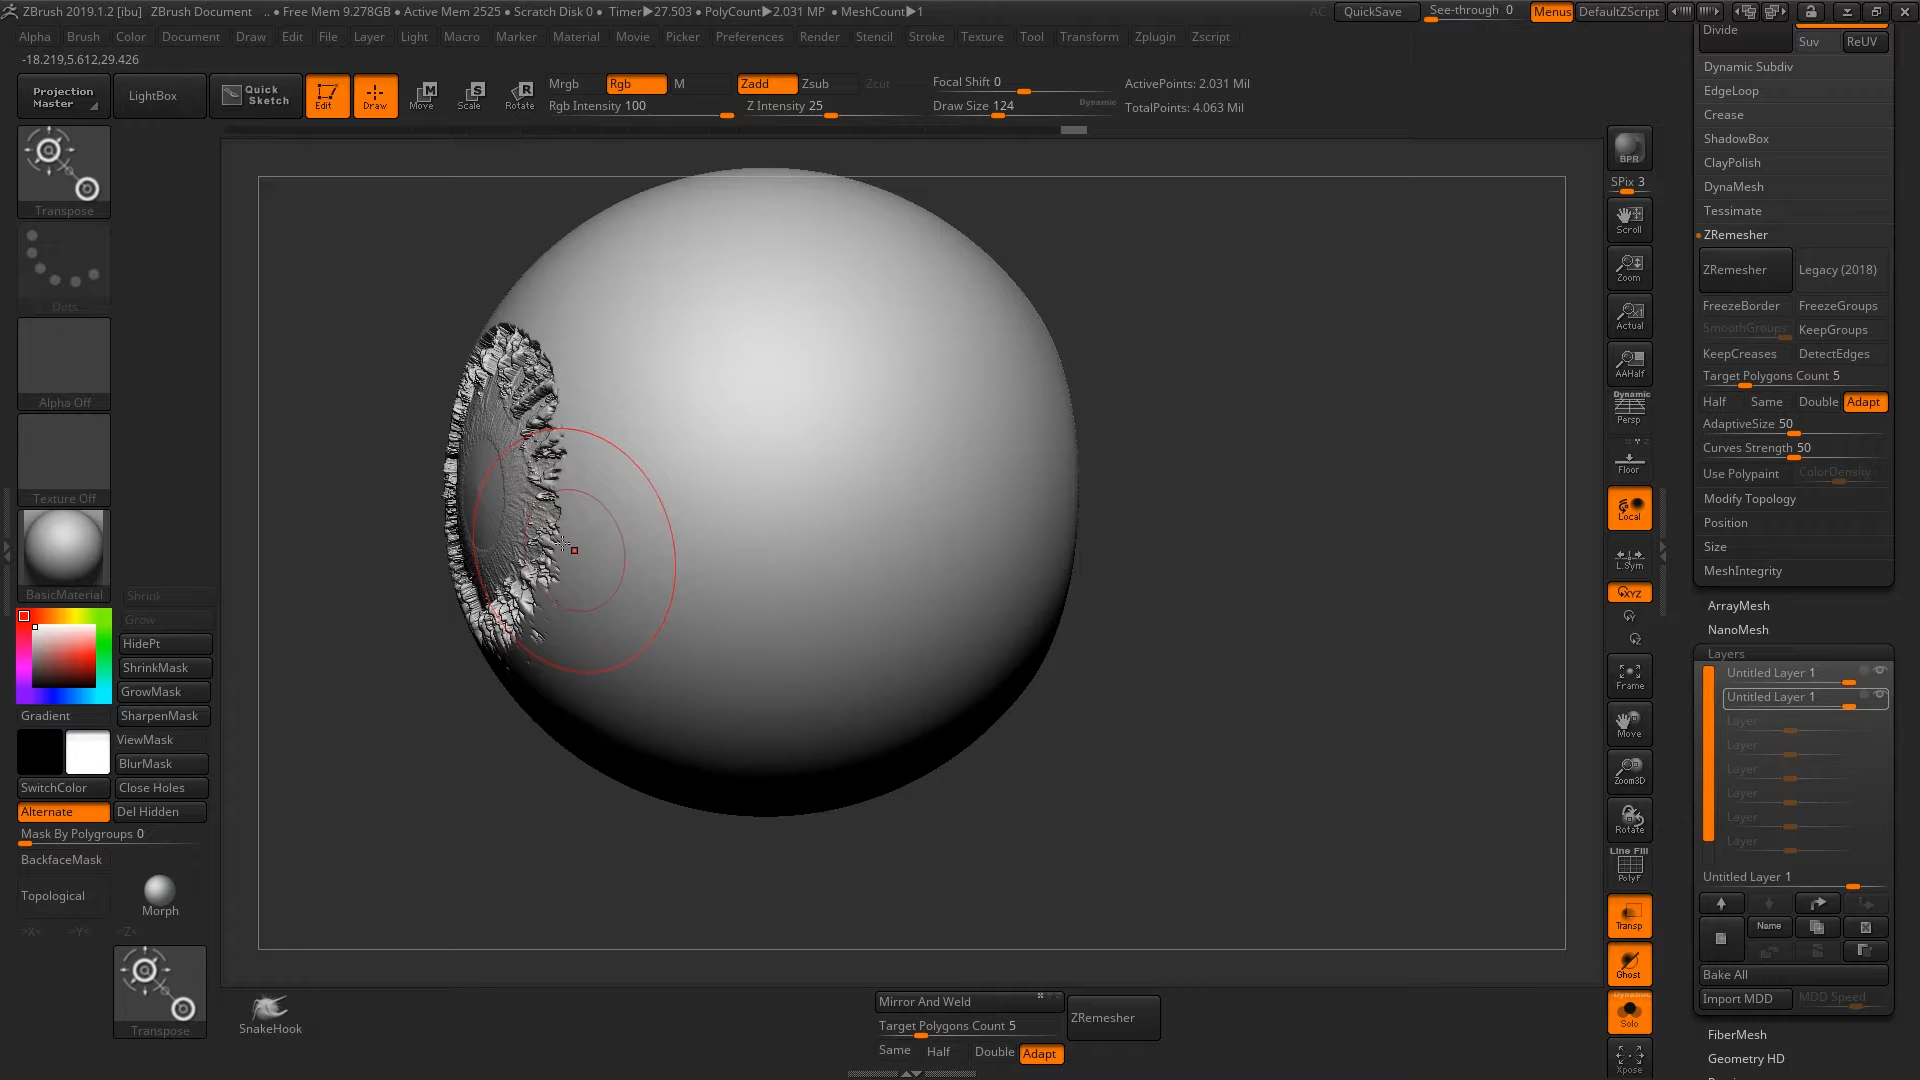 ZBrush 2019.1.2 [ibu]   ZBrush Document   .. • Free Mem 9.278GB • Active Mem 2525 • Scratch Disk 0 •  Timer▶27.503 • PolyCount▶2.031 MP  • MeshCount▶1
AC QuickSave See-through 0 Menus DefaultZScript
Alpha Brush Color Document Draw Edit File Layer Light Macro Marker Material Movie Picker Preferences Render Stencil Stroke Texture Tool Transform Zplugin Zscript
-18.219,5.612,29.426
Projection Master
LightBox
Quick Sketch
Edit
Draw
Move
Scale
Rotate
Mrgb Rgb M
Rgb Intensity 100
Zadd Zsub Zcut
Z Intensity 25
Focal Shift 0
Draw Size 124 Dynamic
ActivePoints: 2.031 Mil
TotalPoints: 4.063 Mil
Transpose
Dots
Alpha Off
Texture Off
BasicMaterial
Shrink
Grow
HidePt
ShrinkMask
GrowMask
Gradient SharpenMask
ViewMask
BlurMask
SwitchColor Close Holes
Alternate Del Hidden
Mask By Polygroups 0
BackfaceMask
Topological Morph
>X< >Y< >Z<
Transpose
SnakeHook
Mirror And Weld
Target Polygons Count 5
Same Half Double Adapt
ZRemesher
BPR
SPix 3
Scroll
Zoom
Actual
AAHalf
Dynamic
Persp
Floor
Local
L.Sym
XYZ
Y
Z
Frame
Move
Zoom3D
Rotate
Line Fill
PolyF
Transp
Ghost
Dynamic
Solo
Xpose
Divide Suv ReUV
Dynamic Subdiv
EdgeLoop
Crease
ShadowBox
ClayPolish
DynaMesh
Tessimate
ZRemesher
ZRemesher Legacy (2018)
FreezeBorder FreezeGroups
SmoothGroups KeepGroups
KeepCreases DetectEdges
Target Polygons Count 5
Half Same Double Adapt
AdaptiveSize 50
Curves Strength 50
Use Polypaint ColorDensity
Modify Topology
Position
Size
MeshIntegrity
ArrayMesh
NanoMesh
Layers
Untitled Layer 1
Untitled Layer 1
Layer
Layer
Layer
Layer
Layer
Layer
Untitled Layer 1
Name
Bake All
Import MDD MDD Speed
FiberMesh
Geometry HD